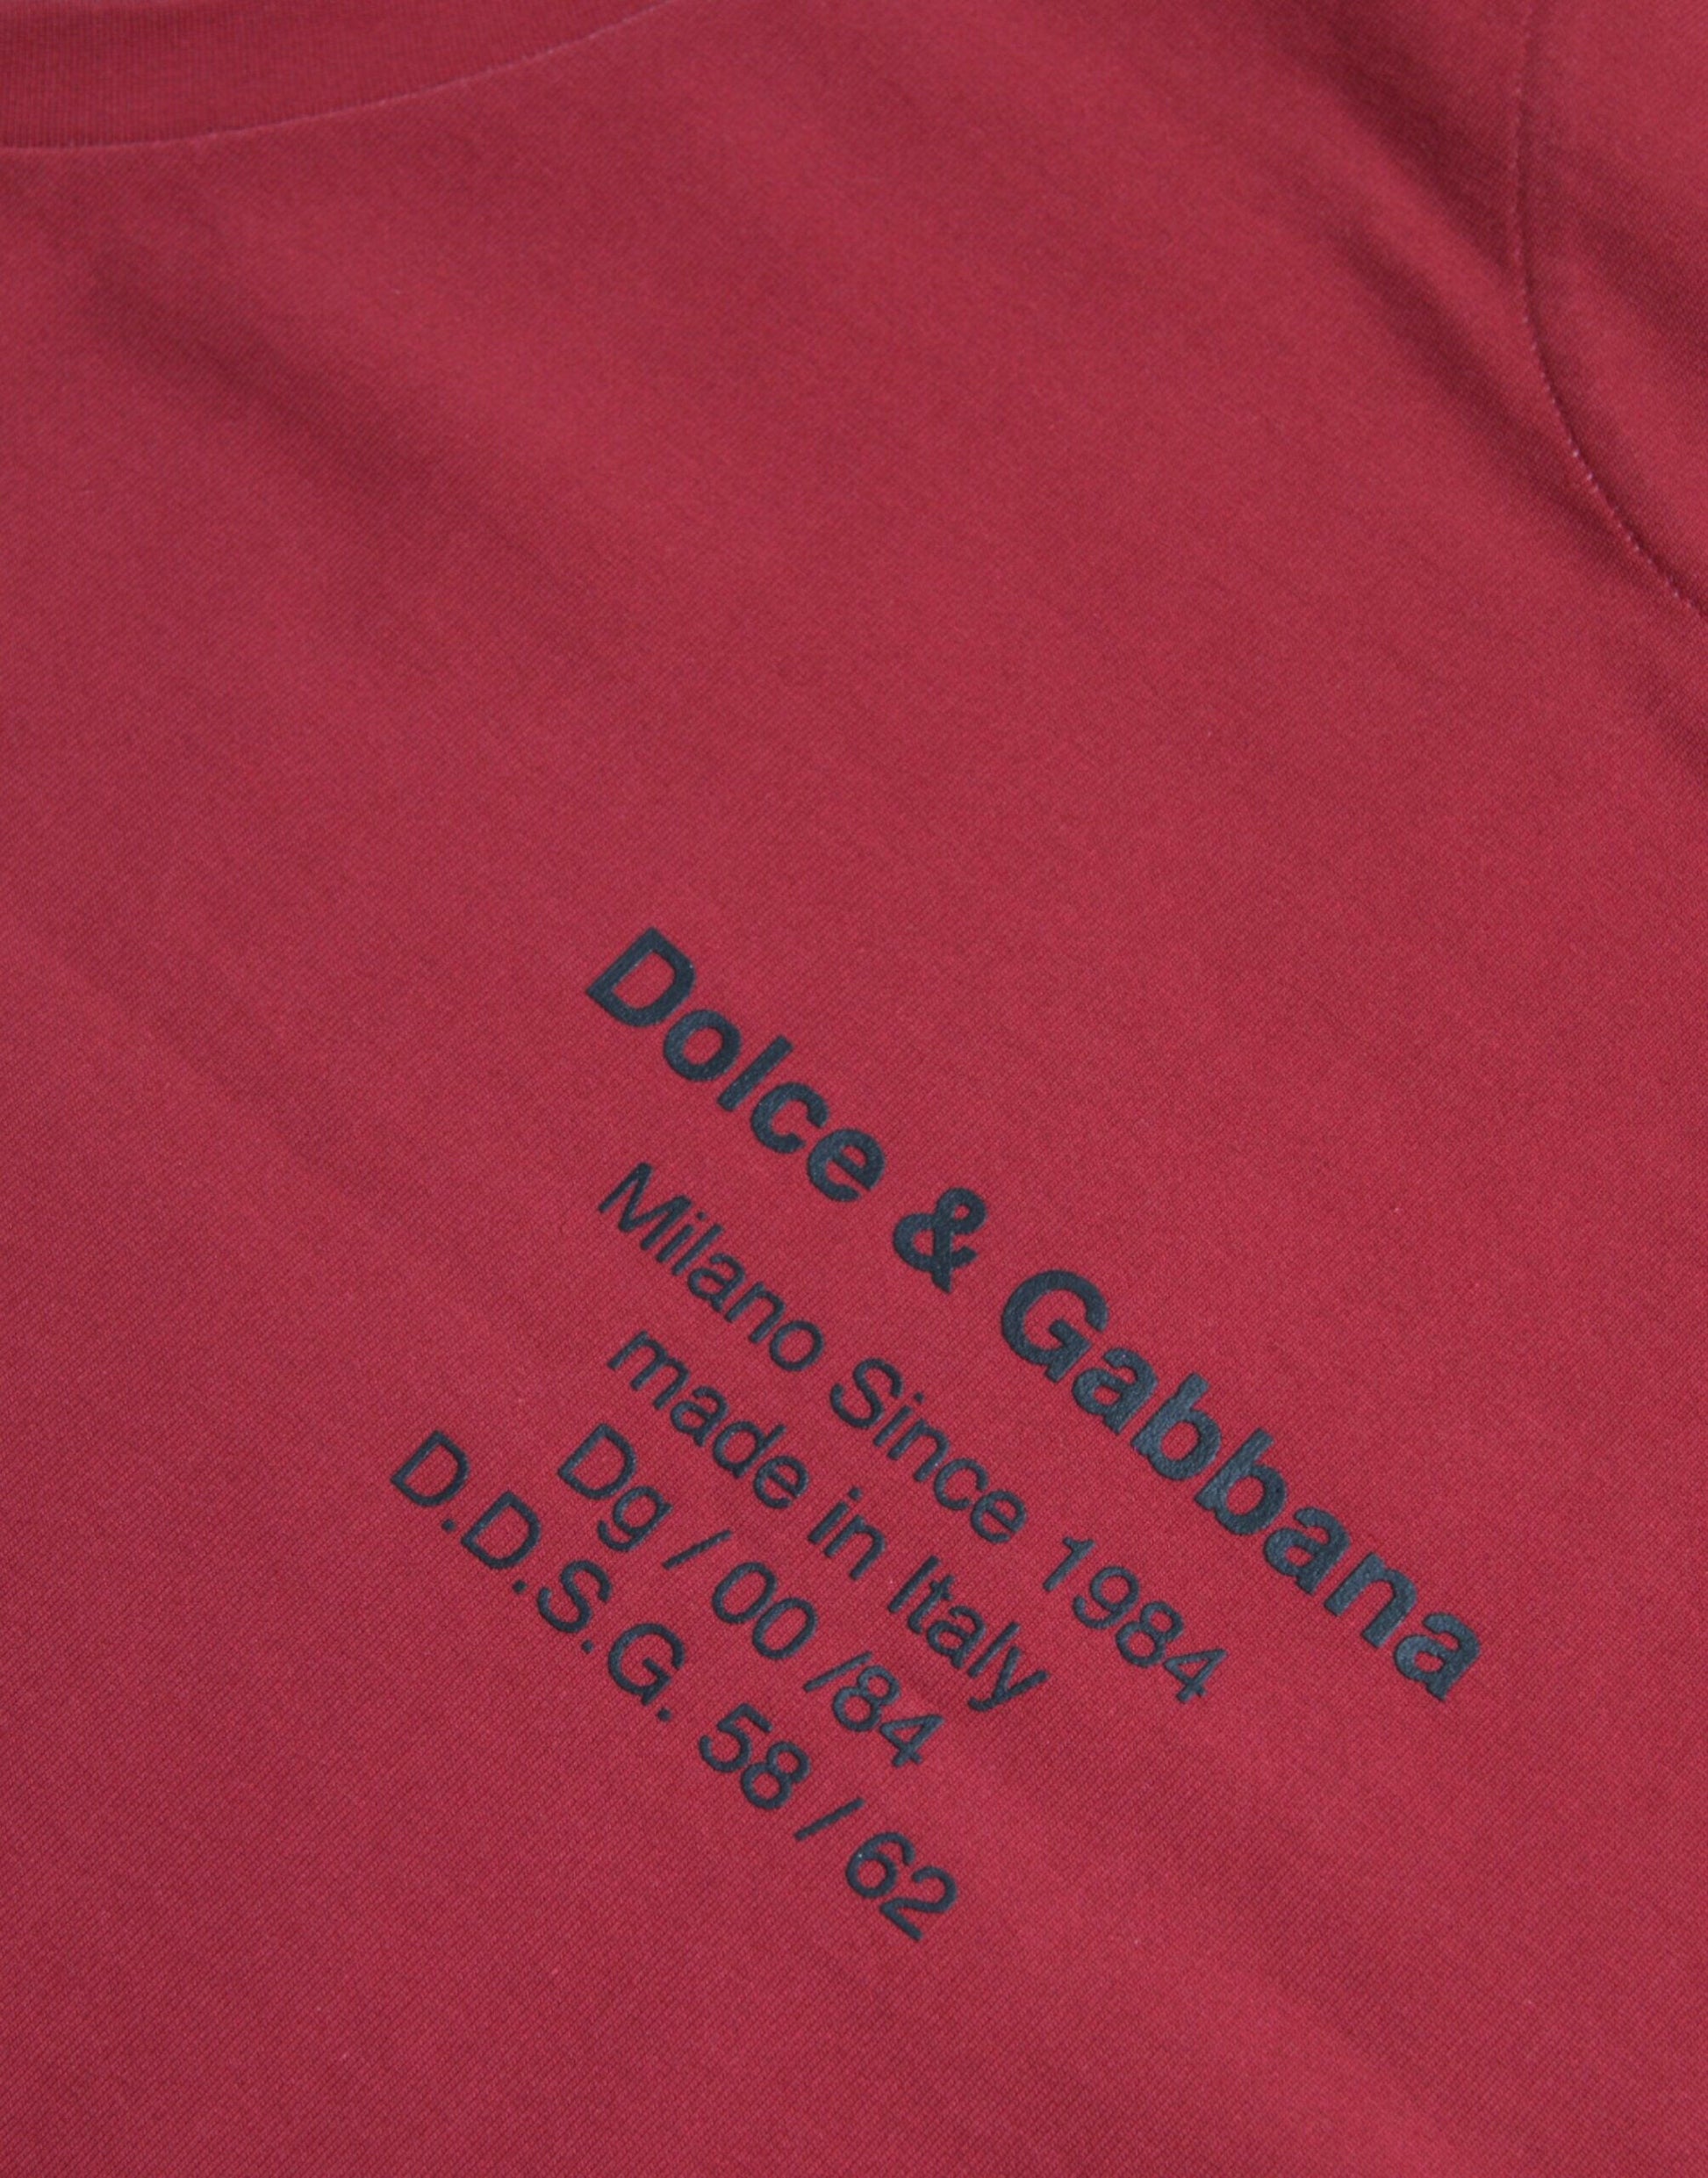 Dolce & Gabbana
Milano Since 1984
made in Italy
Dg / 00 /84
D.D.S.G. 58 / 62